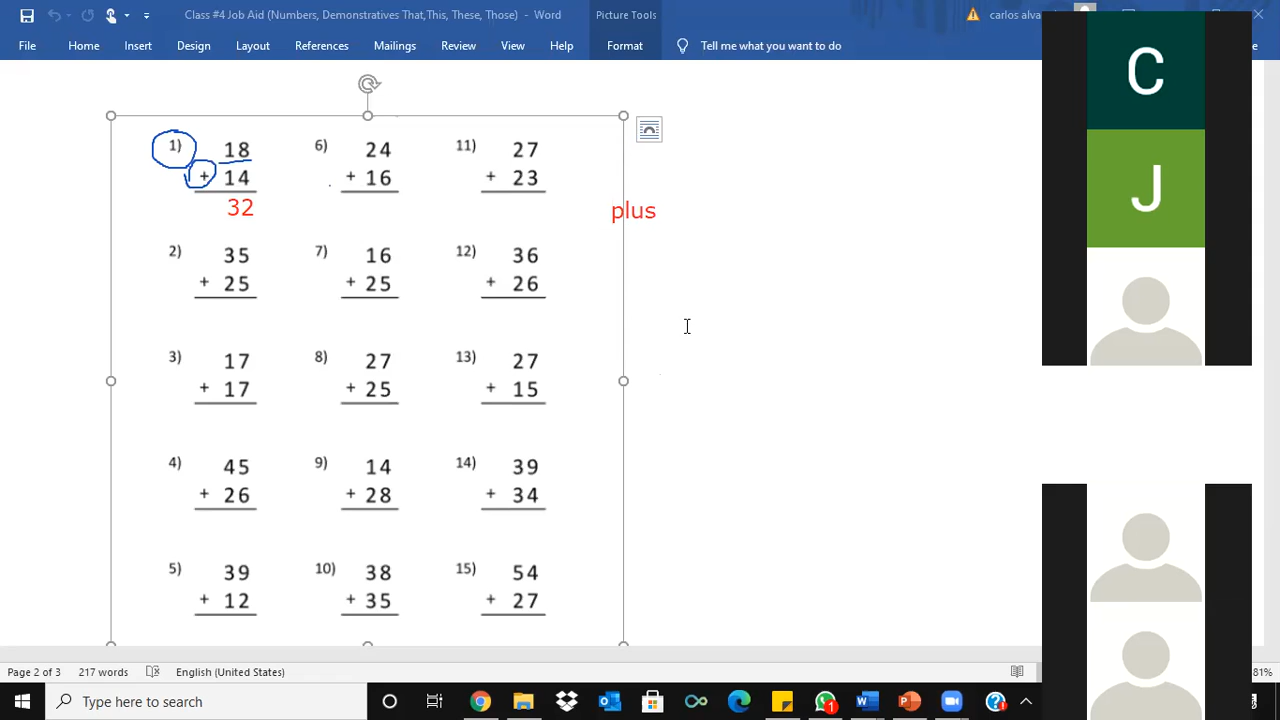 Class #4 Job Aid (Numbers, Demonstratives That,This, These, Those) - Word
Picture Tools
carlos
File Home Insert Design Layout References Mailings Review View Help Format Tell me what you want to do
1) 18 6) 24 11) 27
+ 14 + 16 + 23
32 plus
2) 35 7) 16 12) 36
+ 25 + 25 + 26
3) 17 8) 27 13) 27
+ 17 + 25 + 15
4) 45 9) 14 14) 39
+ 26 + 28 + 34
5) 39 10) 38 15) 54
+ 12 + 35 + 27
C
J
Page 2 of 3 217 words English (United States) 81%
Type here to search
1